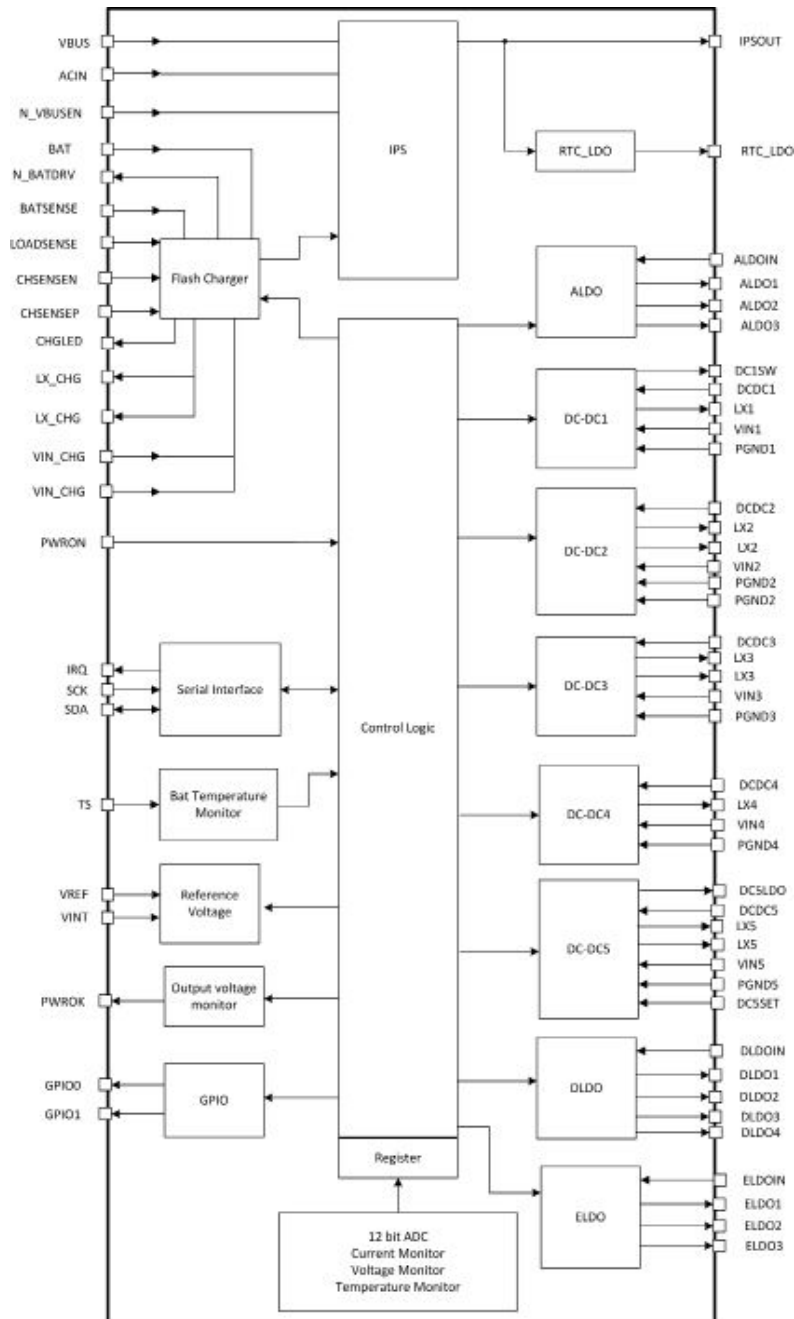 VBUS
ACIN
N_VBUSEN
BAT
N_BATDRV
BATSENSE
LOADSENSE
CHSENSEN
CHSENSEP
CHGLED
LX_CHG
LX_CHG
VIN_CHG
VIN_CHG
PWRON
IRQ
SCK
SDA
TS
VREF
VINT
PWROK
GPIO0
GPIO1
Flash Charger
Serial Interface
Bat Temperature
Monitor
Reference
Voltage
Output voltage
monitor
GPIO
IPS
Control Logic
Register
12 bit ADC
Current Monitor
Voltage Monitor
Temperature Monitor
RTC_LDO
ALDO
DC-DC1
DC-DC2
DC-DC3
DC-DC4
DC-DC5
DLDO
ELDO
IPSOUT
RTC_LDO
ALDOIN
ALDO1
ALDO2
ALDO3
DC1SW
DCDC1
LX1
VIN1
PGND1
DCDC2
LX2
LX2
VIN2
PGND2
PGND2
DCDC3
LX3
LX3
VIN3
PGND3
DCDC4
LX4
VIN4
PGND4
DC5LDO
DCDC5
LX5
LX5
VIN5
PGND5
DC5SET
DLDOIN
DLDO1
DLDO2
DLDO3
DLDO4
ELDOIN
ELDO1
ELDO2
ELDO3